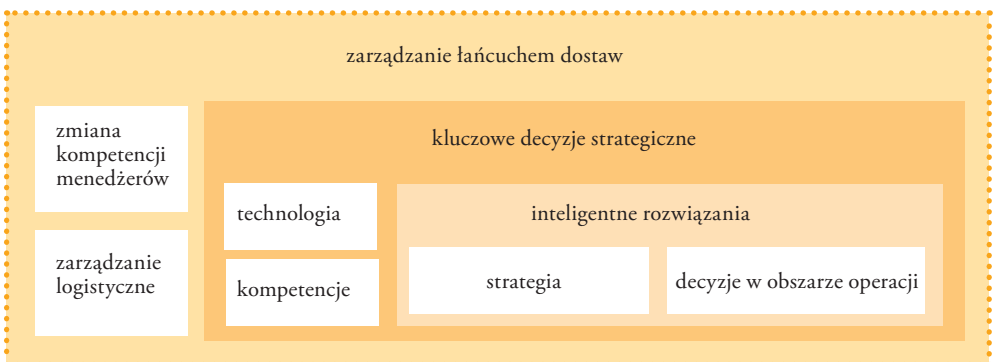 zarządzanie łańcuchem dostaw
zmiana
kompetencji
menedżerów
zarządzanie
logistyczne
kluczowe decyzje strategiczne
technologia
kompetencje
inteligentne rozwiązania
strategia
decyzje w obszarze operacji